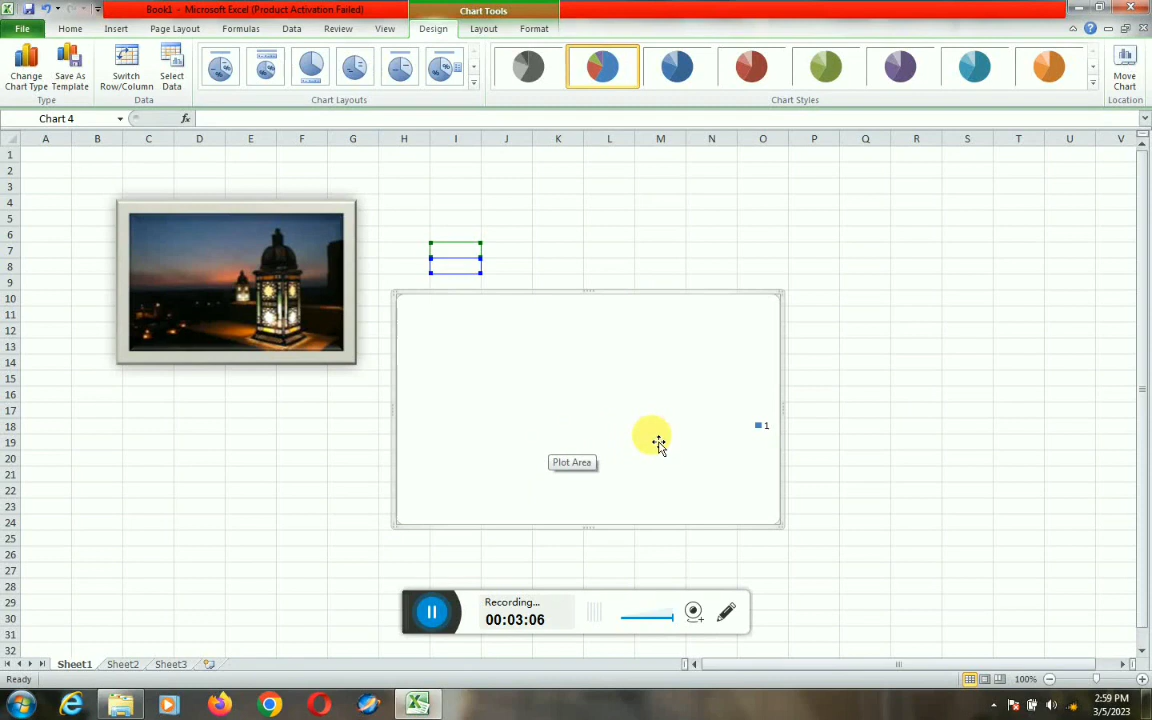 Book1 - Microsoft Excel (Product Activation Failed)
Chart Tools
File Home Insert Page Layout Formulas Data Review View Design Layout Format
Change Chart Type
Save As Template
Switch Row/Column
Select Data
Move Chart
Type Data Chart Layouts Chart Styles Location
Chart 4 fx
A B C D E F G H I J K L M N O P Q R S T U V
1
2
3
4
5
6
7
8
9
10
11
12
13
14
15
16
17
18
1
19
20
Plot Area
21
22
23
24
25
26
27
28
29
Recording...
00:03:06
30
31
32
Sheet1 Sheet2 Sheet3
Ready 100%
2:59 PM
3/5/2023